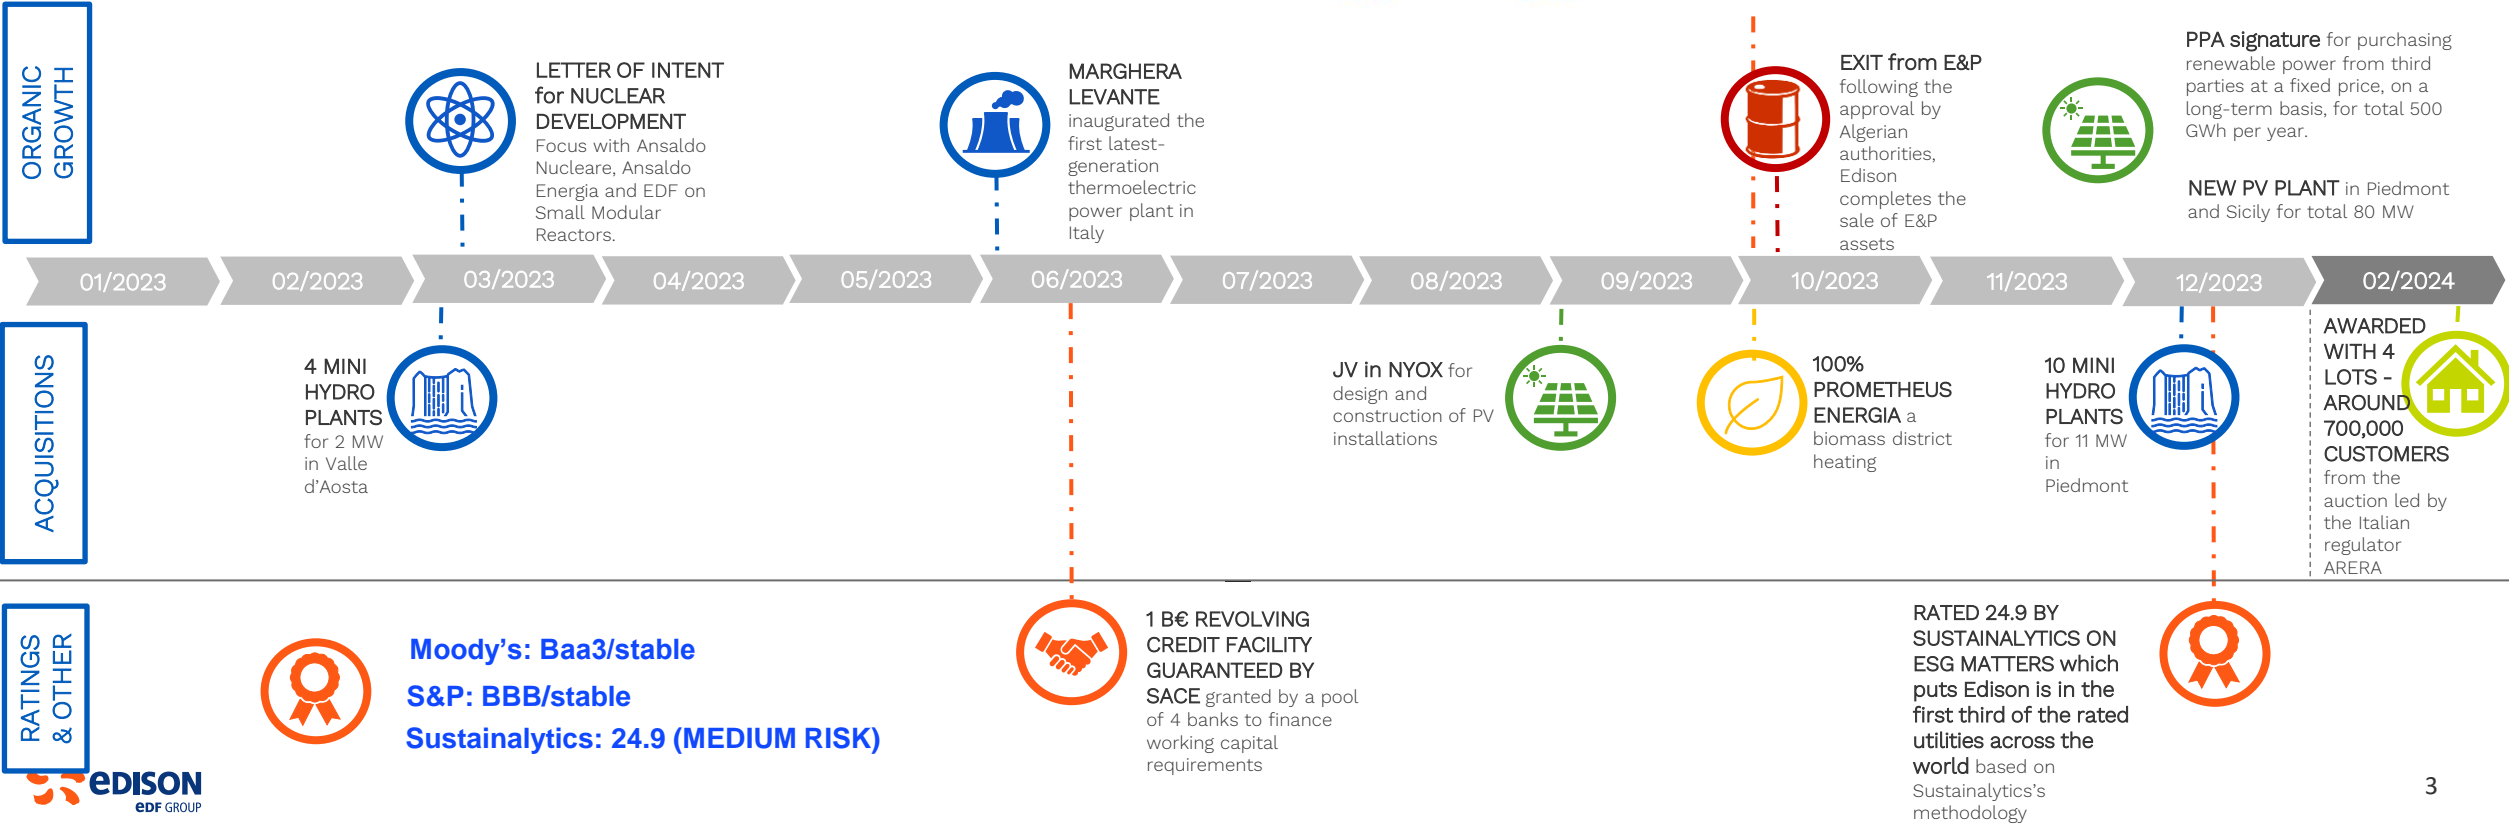 ORGANIC
GROWTH
LETTER OF INTENT
for NUCLEAR
DEVELOPMENT
Focus with Ansaldo
Nucleare, Ansaldo
Energia and EDF on
Small Modular
Reactors.
MARGHERA
LEVANTE
inaugurated the
first latest-
generation
thermoelectric
power plant in
Italy
EXIT from E&P
following the
approval by
Algerian
authorities,
Edison
completes the
sale of E&P
assets
PPA signature for purchasing
renewable power from third
parties at a fixed price, on a
long-term basis, for total 500
GWh per year.
NEW PV PLANT in Piedmont
and Sicily for total 80 MW
01/2023
02/2023
03/2023
04/2023
05/2023
06/2023
07/2023
08/2023
09/2023
10/2023
11/2023
12/2023
02/2024
ACQUISITIONS
4 MINI
HYDRO
PLANTS
for 2 MW
in Valle
d'Aosta
JV in NYOX for
design and
construction of PV
installations
100%
PROMETHEUS
ENERGIA a
biomass district
heating
10 MINI
HYDRO
PLANTS
for 11 MW
in
Piedmont
AWARDED
WITH 4
LOTS -
AROUND
700,000
CUSTOMERS
from the
auction led by
the Italian
regulator
ARERA
RATINGS
& OTHER
Moody's: Baa3/stable
S&P: BBB/stable
Sustainalytics: 24.9 (MEDIUM RISK)
1 B€ REVOLVING
CREDIT FACILITY
GUARANTEED BY
SACE granted by a pool
of 4 banks to finance
working capital
requirements
RATED 24.9 BY
SUSTAINALYTICS ON
ESG MATTERS which
puts Edison is in the
first third of the rated
utilities across the
world based on
Sustainalytics's
methodology
eDISON
eDF GROUP
3